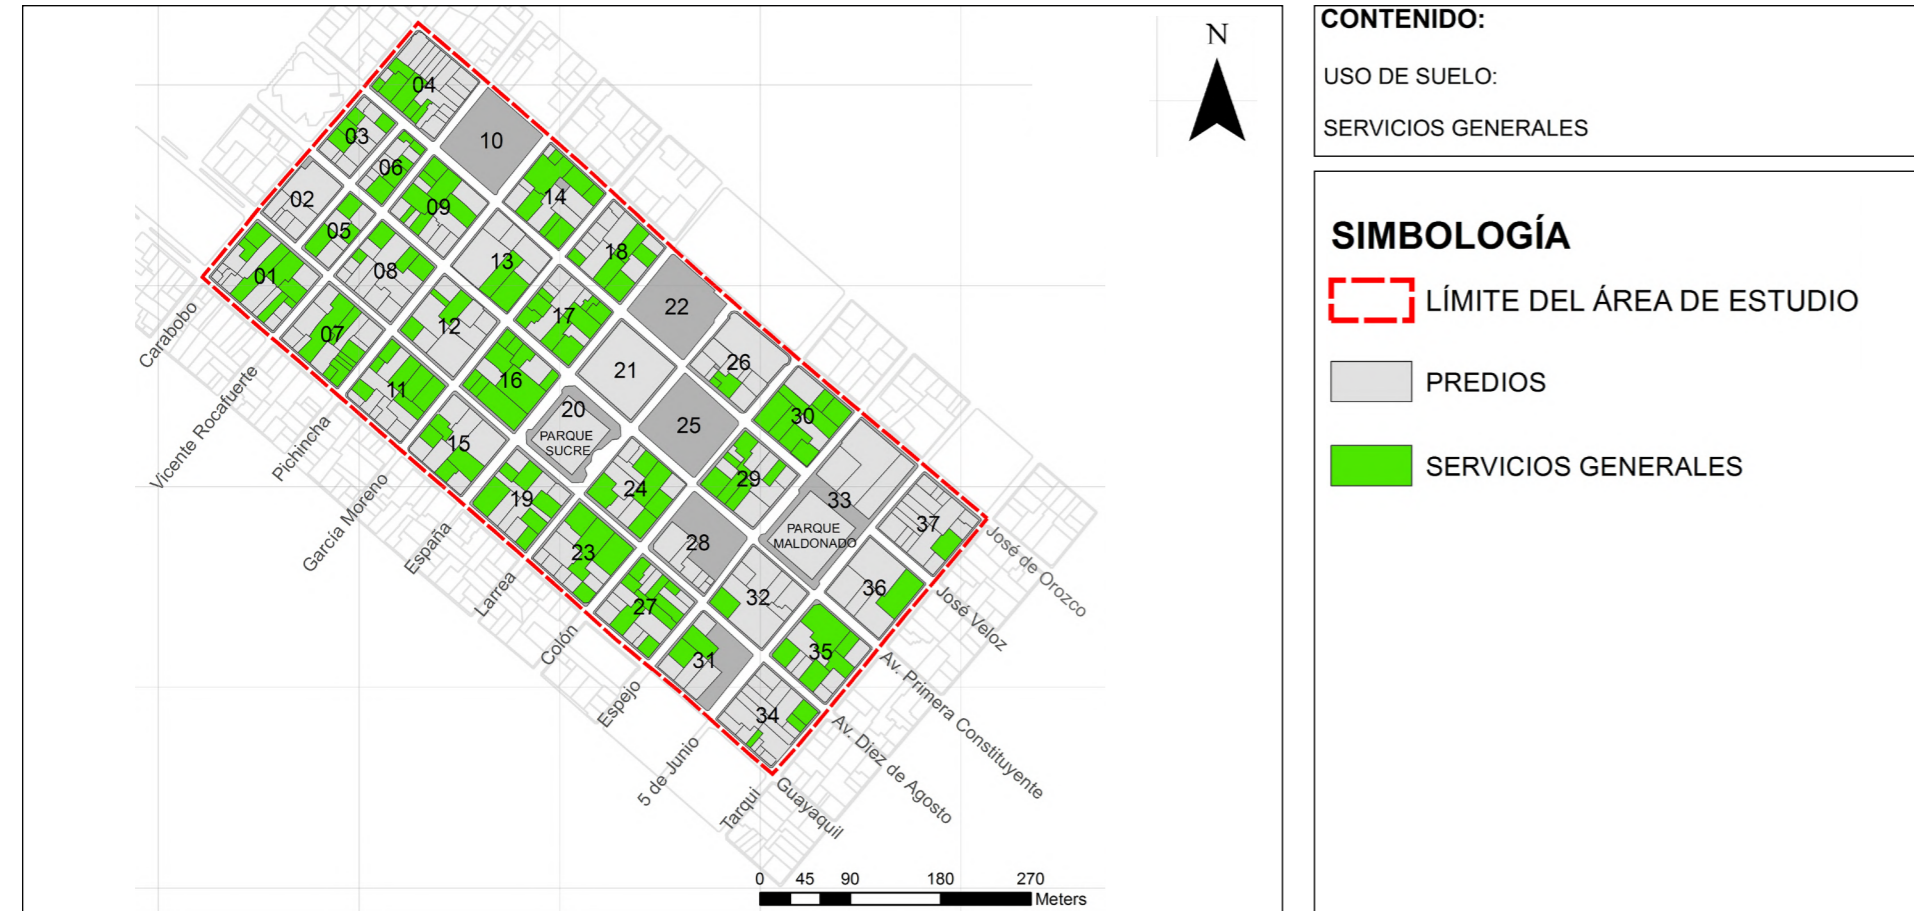 N
04
10
03
06
14
02
09
05
18
01
08
13
22
07
12
17
26
21
11
16
20
PARQUE
SUCRE
25
30
15
29
19
24
33
PARQUE
MALDONADO
37
23
28
36
27
32
31
35
34
Carabobo
Vicente Rocafuerte
Pichincha
García Moreno
España
Larrea
Colón
Espejo
5 de Junio
Tarqui
Guayaquil
Av. Diez de Agosto
Av. Primera Constituyente
José Veloz
José de Orozco
0 45 90 180 270
Meters
CONTENIDO:
USO DE SUELO:
SERVICIOS GENERALES
SIMBOLOGÍA
LÍMITE DEL ÁREA DE ESTUDIO
PREDIOS
SERVICIOS GENERALES